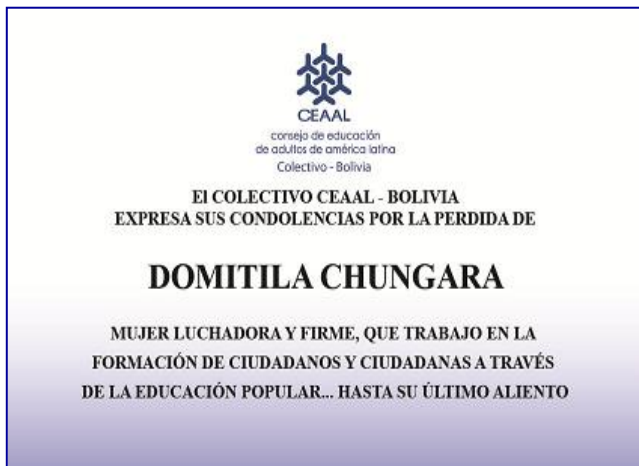 CEAAL
consejo de educación
de adultos de américa latina
Colectivo - Bolivia
El COLECTIVO CEAAL - BOLIVIA
EXPRESA SUS CONDOLENCIAS POR LA PERDIDA DE
DOMITILA CHUNGARA
MUJER LUCHADORA Y FIRME, QUE TRABAJO EN LA
FORMACIÓN DE CIUDADANOS Y CIUDADANAS A TRAVÉS
DE LA EDUCACIÓN POPULAR... HASTA SU ÚLTIMO ALIENTO